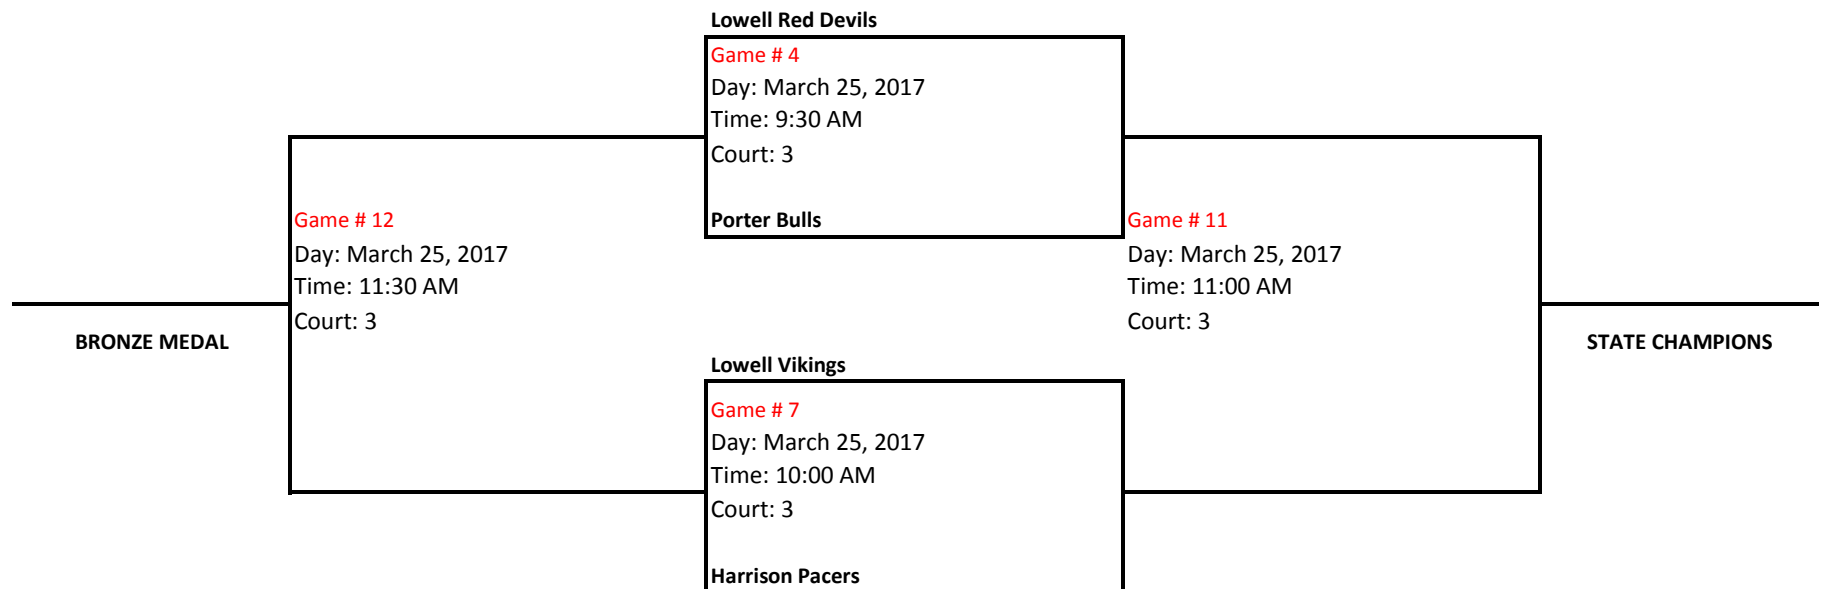 Lowell Red Devils
Game # 4
Day: March 25, 2017
Time: 9:30 AM
Court: 3
Porter Bulls
Game # 12
Day: March 25, 2017
Time: 11:30 AM
Court: 3
BRONZE MEDAL
Game # 11
Day: March 25, 2017
Time: 11:00 AM
Court: 3
STATE CHAMPIONS
Lowell Vikings
Game # 7
Day: March 25, 2017
Time: 10:00 AM
Court: 3
Harrison Pacers